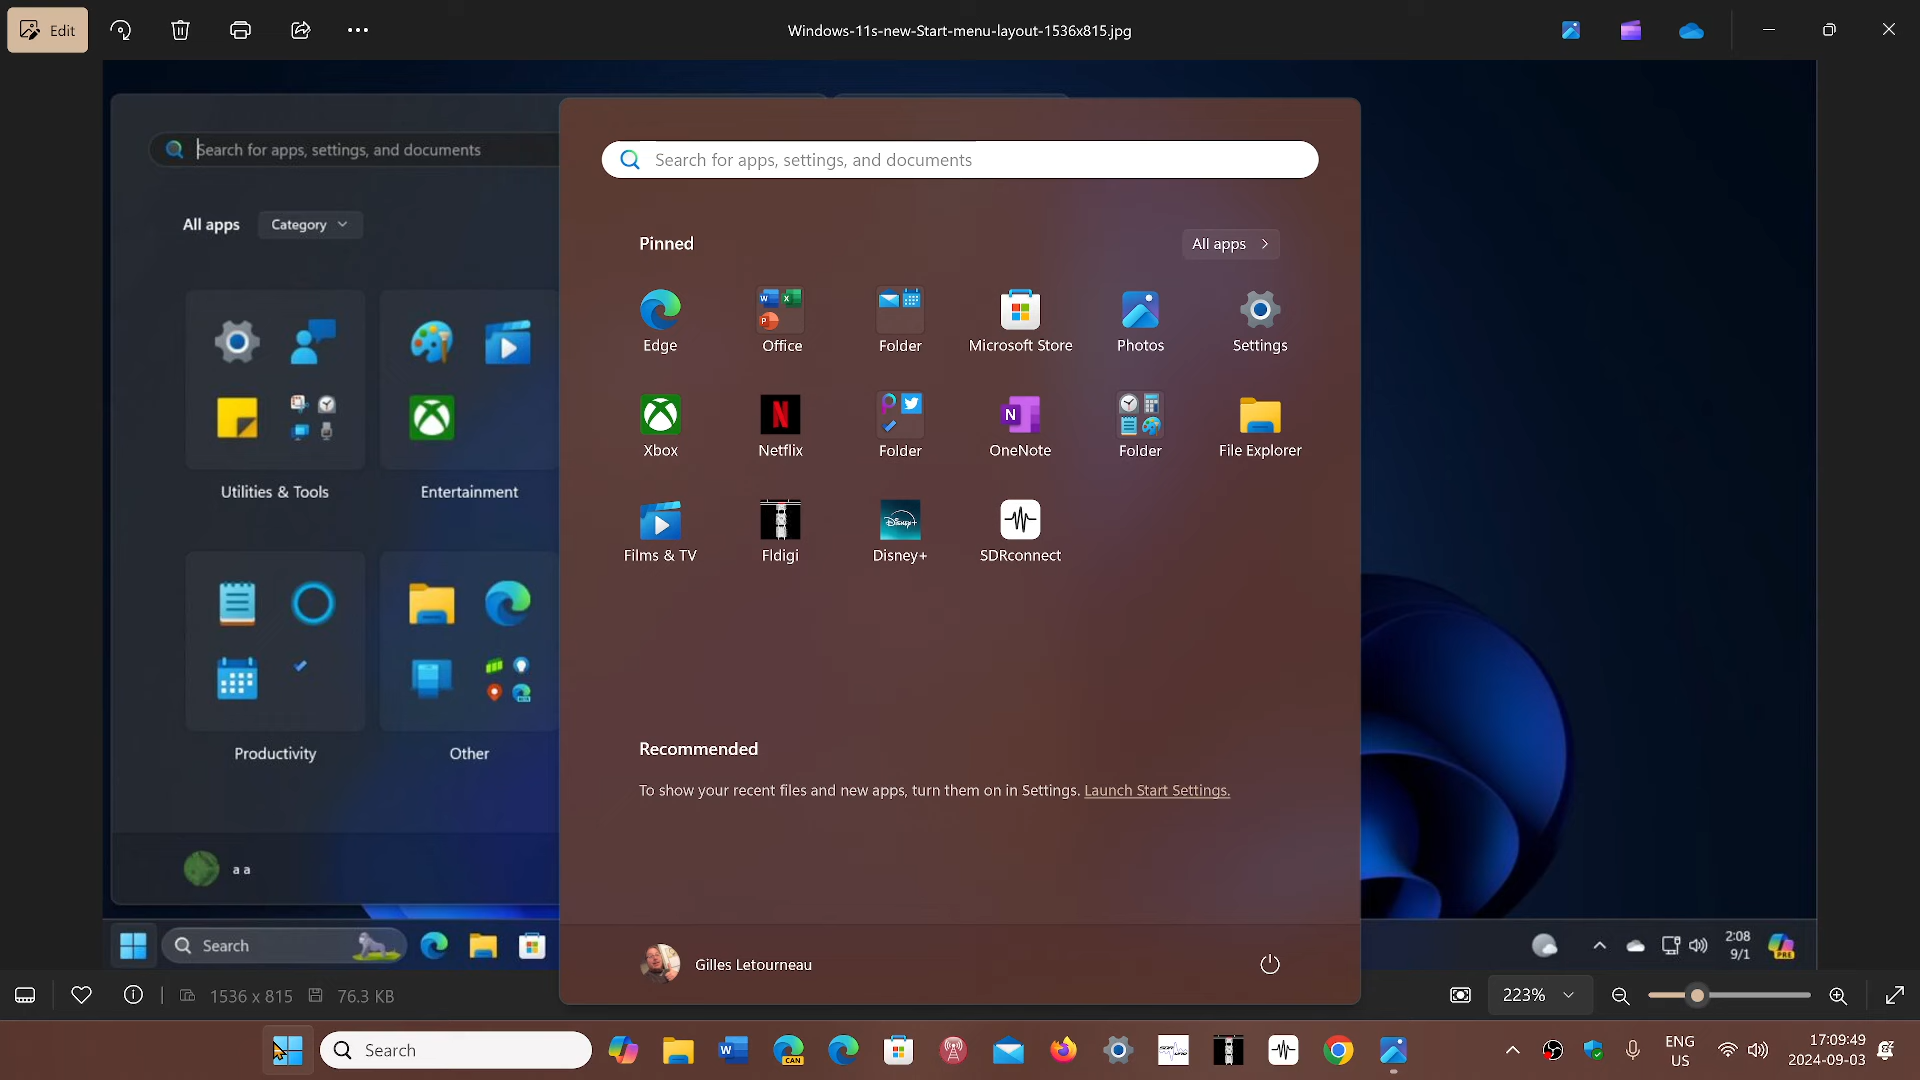 Edit
Windows-11s-new-Start-menu-layout-1536x815.jpg
Search for apps, settings, and documents
All apps
Category
Utilities & Tools
Entertainment
Productivity
Other
a a
Search
Search for apps, settings, and documents
Pinned
All apps
Edge
Office
Folder
Microsoft Store
Photos
Settings
Xbox
Netflix
Folder
OneNote
Folder
File Explorer
Films & TV
Fldigi
Disney+
SDRconnect
Recommended
To show your recent files and new apps, turn them on in Settings. Launch Start Settings.
Gilles Letourneau
2:08
9/1
PRE
1536 x 815
76.3 KB
223%
Search
CAN
ENG
US
17:09:49
2024-09-03